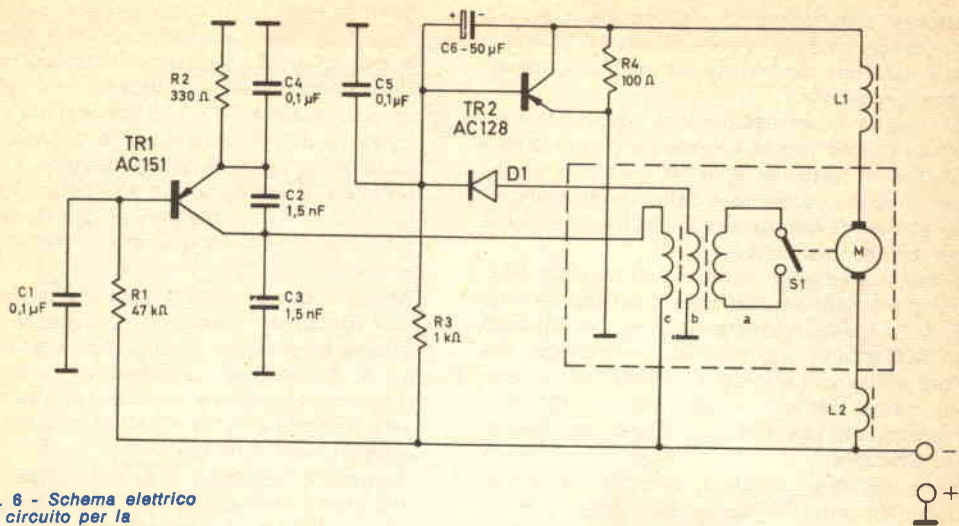 R2
330 Ω
C4
0,1 µF
C5
0,1µF
+ -
C6-50 µF
R4
100 Ω
L1
TR1
AC151
TR2
AC128
D1
C2
1,5 nF
M
S1
C1
0,1 µF
R1
47 kΩ
C3
1,5 nF
R3
1 kΩ
c b a
L2
-
+
6 - Schema elettrico
circuito per la